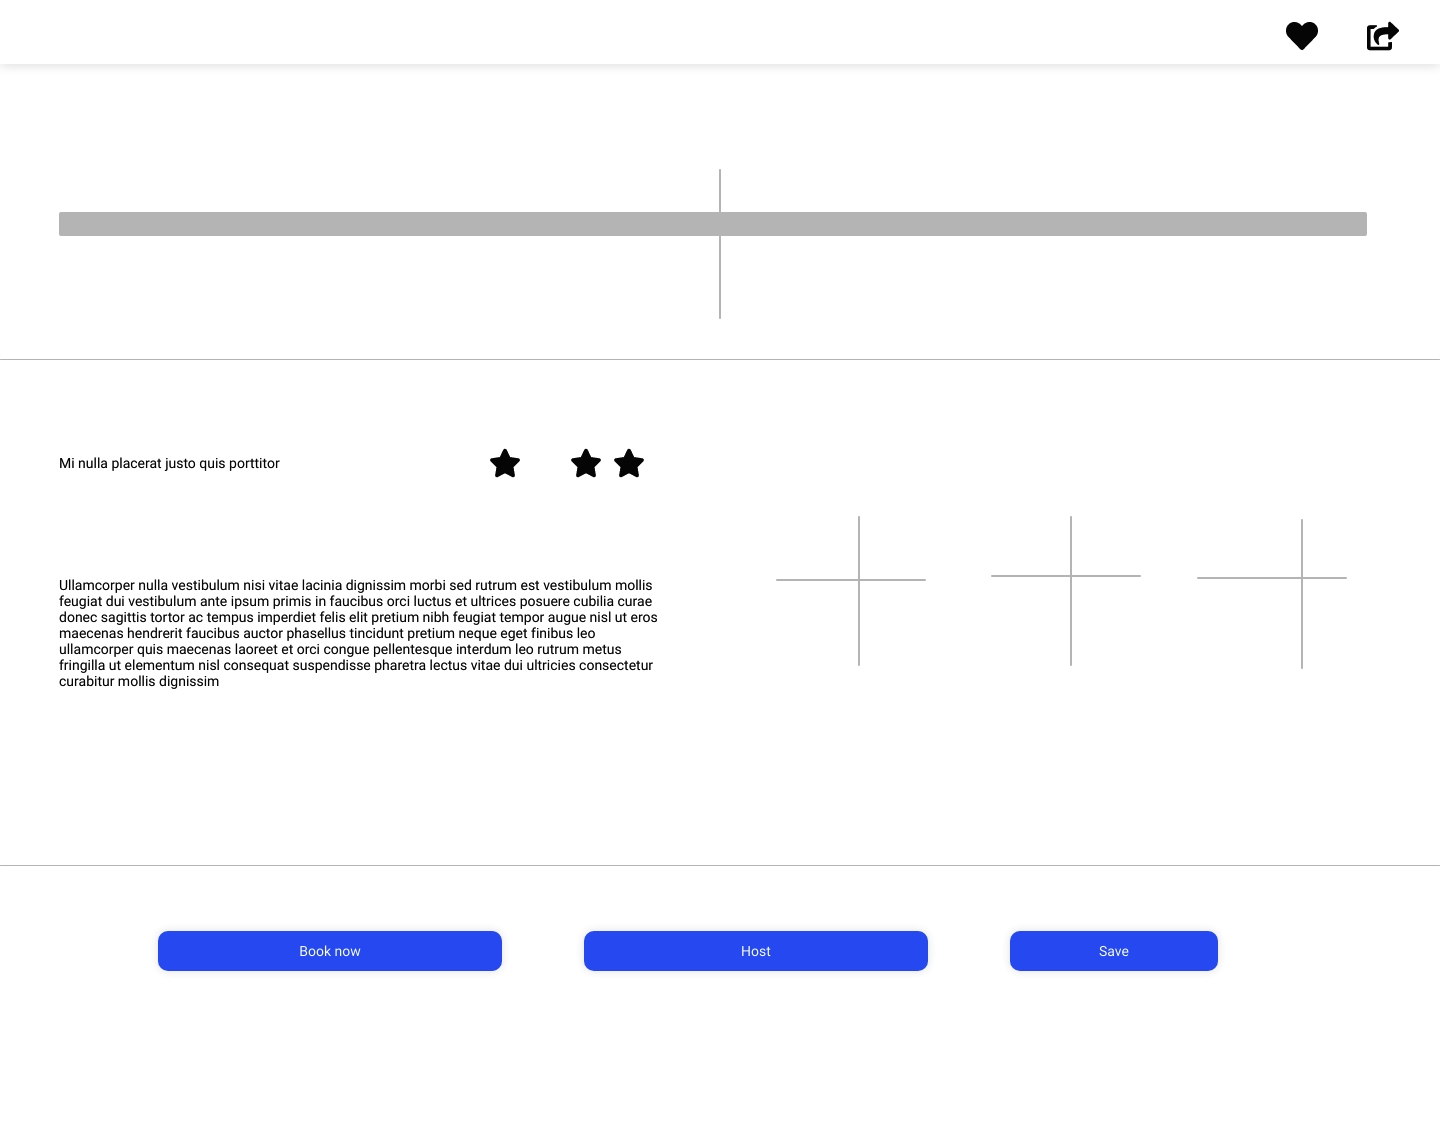 Mi nulla placerat justo quis porttitor
Ullamcorper nulla vestibulum nisi vitae lacinia dignissim morbi sed rutrum est vestibulum mollis
feugiat dui vestibulum ante ipsum primis in faucibus orci luctus et ultrices posuere cubilia curae
donec sagittis tortor ac tempus imperdiet felis elit pretium nibh feugiat tempor augue nisl ut eros
maecenas hendrerit faucibus auctor phasellus tincidunt pretium neque eget finibus leo
ullamcorper quis maecenas laoreet et orci congue pellentesque interdum leo rutrum metus
fringilla ut elementum nisl consequat suspendisse pharetra lectus vitae dui ultricies consectetur
curabitur mollis dignissim
Book now
Host
Save